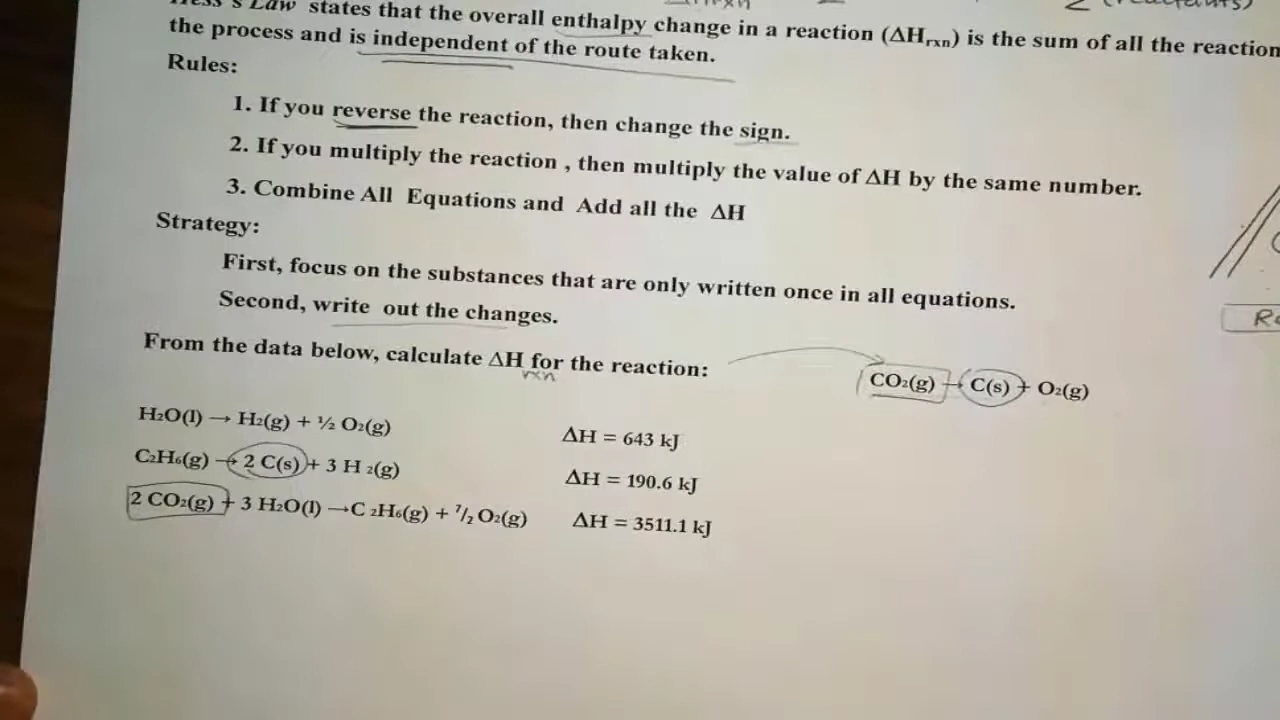 s Law states that the overall enthalpy change in a reaction (ΔHrxn) is the sum of all the reaction
the process and is independent of the route taken.
Rules:
1. If you reverse the reaction, then change the sign.
2. If you multiply the reaction , then multiply the value of ΔH by the same number.
3. Combine All Equations and Add all the ΔH
Strategy:
First, focus on the substances that are only written once in all equations.
Second, write out the changes.
From the data below, calculate ΔH for the reaction:
rxn
CO₂(g) → C(s) + O₂(g)
H₂O(l) → H₂(g) + ½ O₂(g) ΔH = 643 kJ
C₂H₆(g) → 2 C(s) + 3 H ₂(g) ΔH = 190.6 kJ
2 CO₂(g) + 3 H₂O(l) → C ₂H₆(g) + ⁷/₂ O₂(g) ΔH = 3511.1 kJ